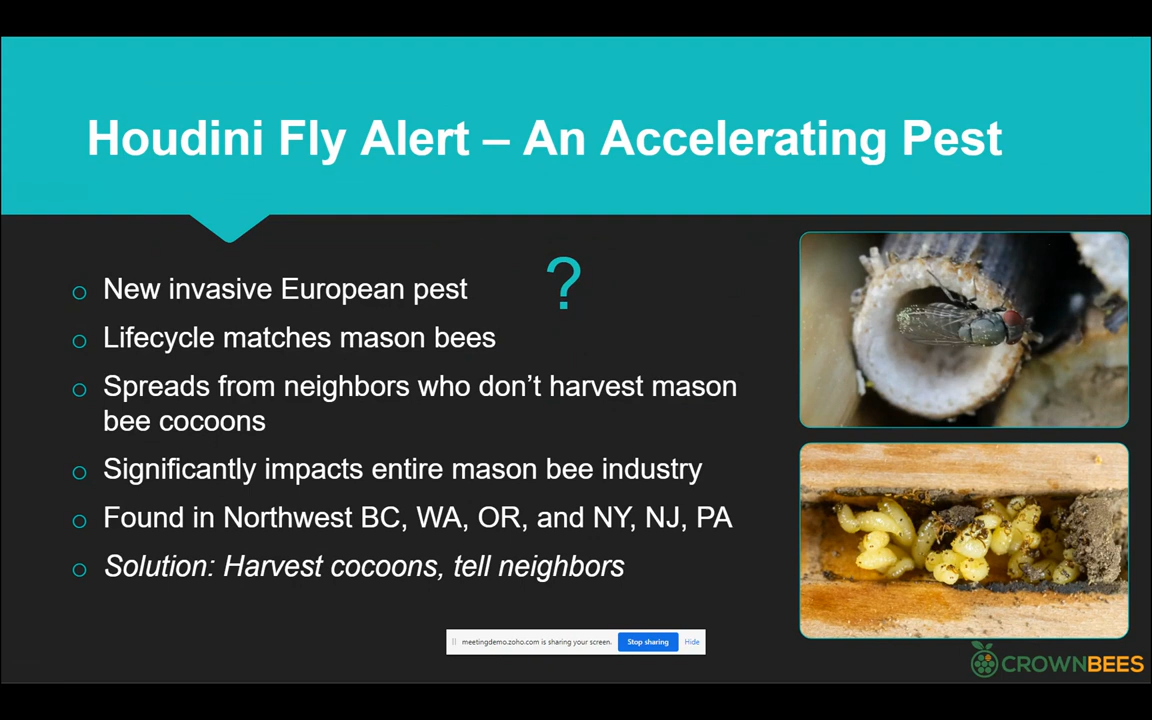 Houdini Fly Alert – An Accelerating Pest
?
○ New invasive European pest
○ Lifecycle matches mason bees
○ Spreads from neighbors who don’t harvest mason
bee cocoons
○ Significantly impacts entire mason bee industry
○ Found in Northwest BC, WA, OR, and NY, NJ, PA
○ Solution: Harvest cocoons, tell neighbors
meetingdemo.zoho.com is sharing your screen. Stop sharing Hide
CROWNBEES